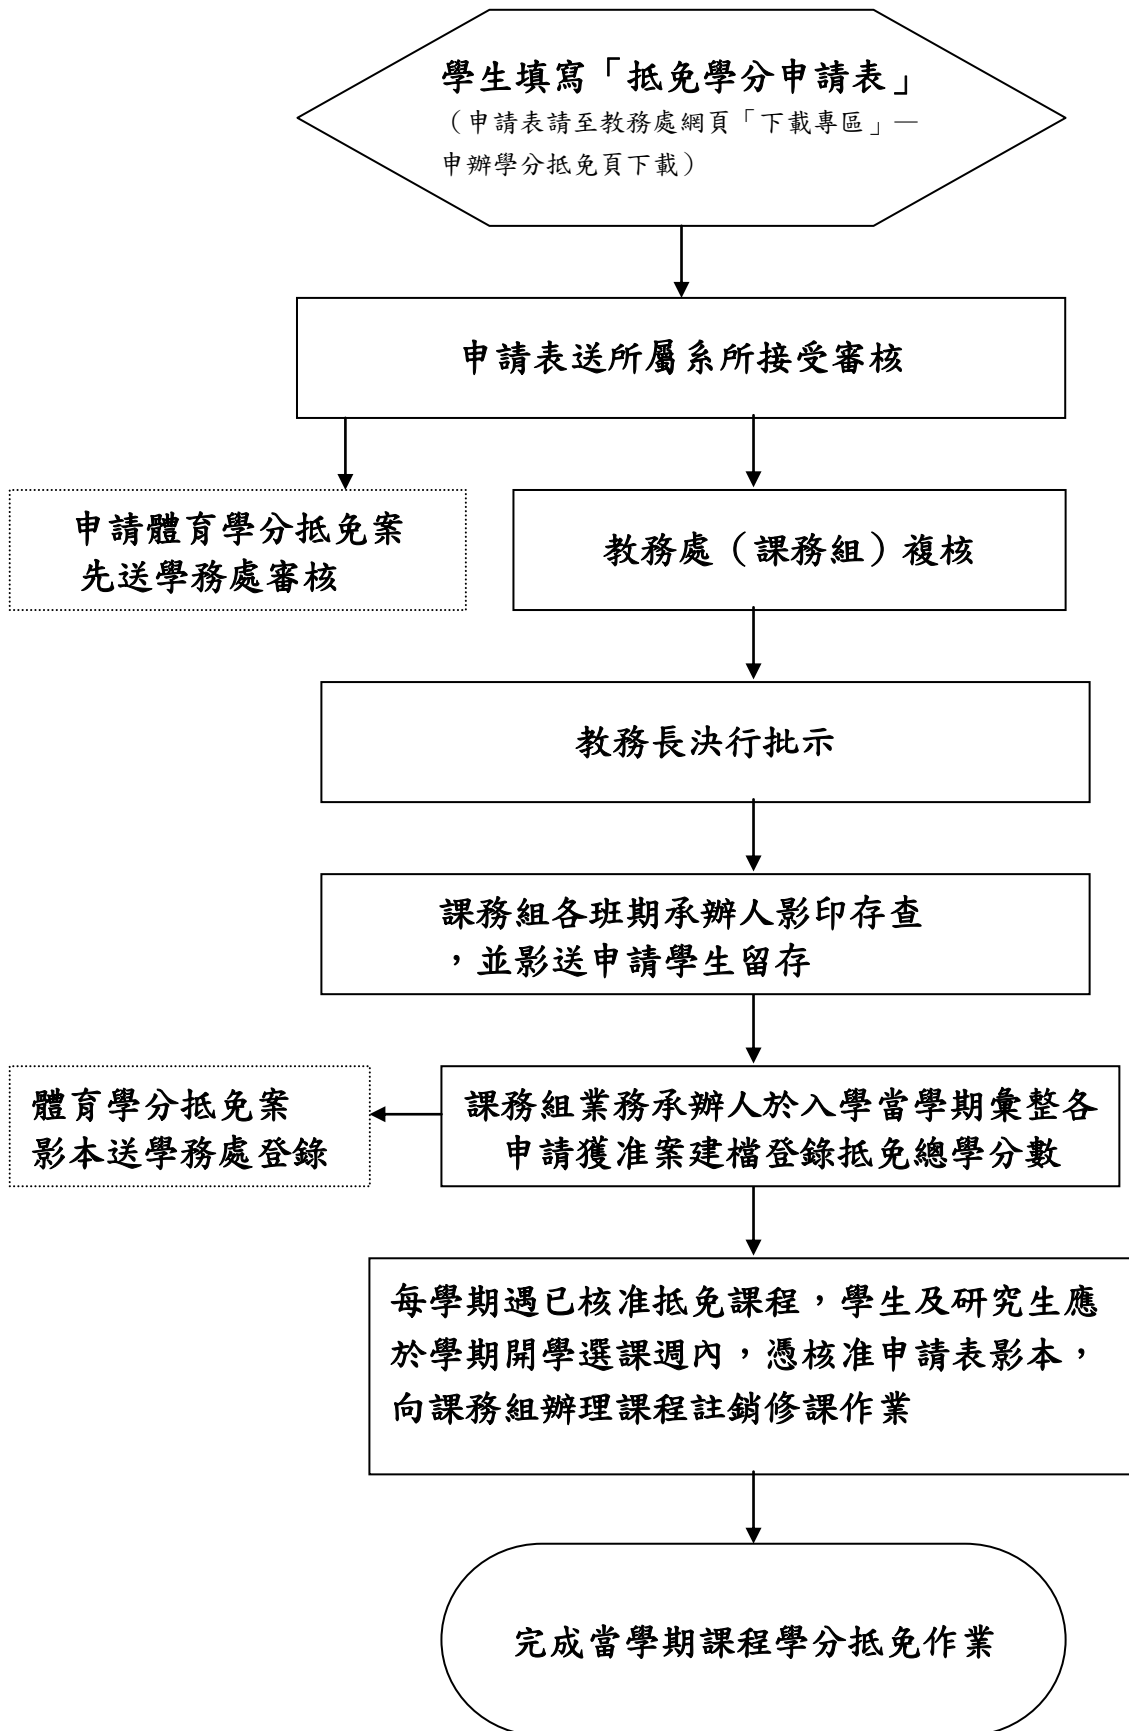 學生填寫「抵免學分申請表」
（申請表請至教務處網頁「下載專區」—
申辦學分抵免頁下載）
申請表送所屬系所接受審核
申請體育學分抵免案
先送學務處審核
教務處（課務組）複核
教務長決行批示
課務組各班期承辦人影印存查
，並影送申請學生留存
體育學分抵免案
影本送學務處登錄
課務組業務承辦人於入學當學期彙整各
申請獲准案建檔登錄抵免總學分數
每學期遇已核准抵免課程，學生及研究生應
於學期開學選課週內，憑核准申請表影本，
向課務組辦理課程註銷修課作業
完成當學期課程學分抵免作業